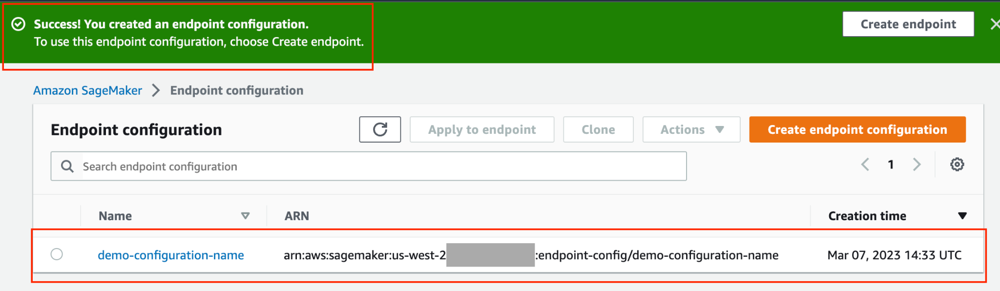 Success! You created an endpoint configuration.
To use this endpoint configuration, choose Create endpoint.
Create endpoint
Amazon SageMaker > Endpoint configuration
Endpoint configuration
Apply to endpoint
Clone
Actions
Create endpoint configuration
Search endpoint configuration
1
Name ARN Creation time
demo-configuration-name arn:aws:sagemaker:us-west-2 :endpoint-config/demo-configuration-name Mar 07, 2023 14:33 UTC